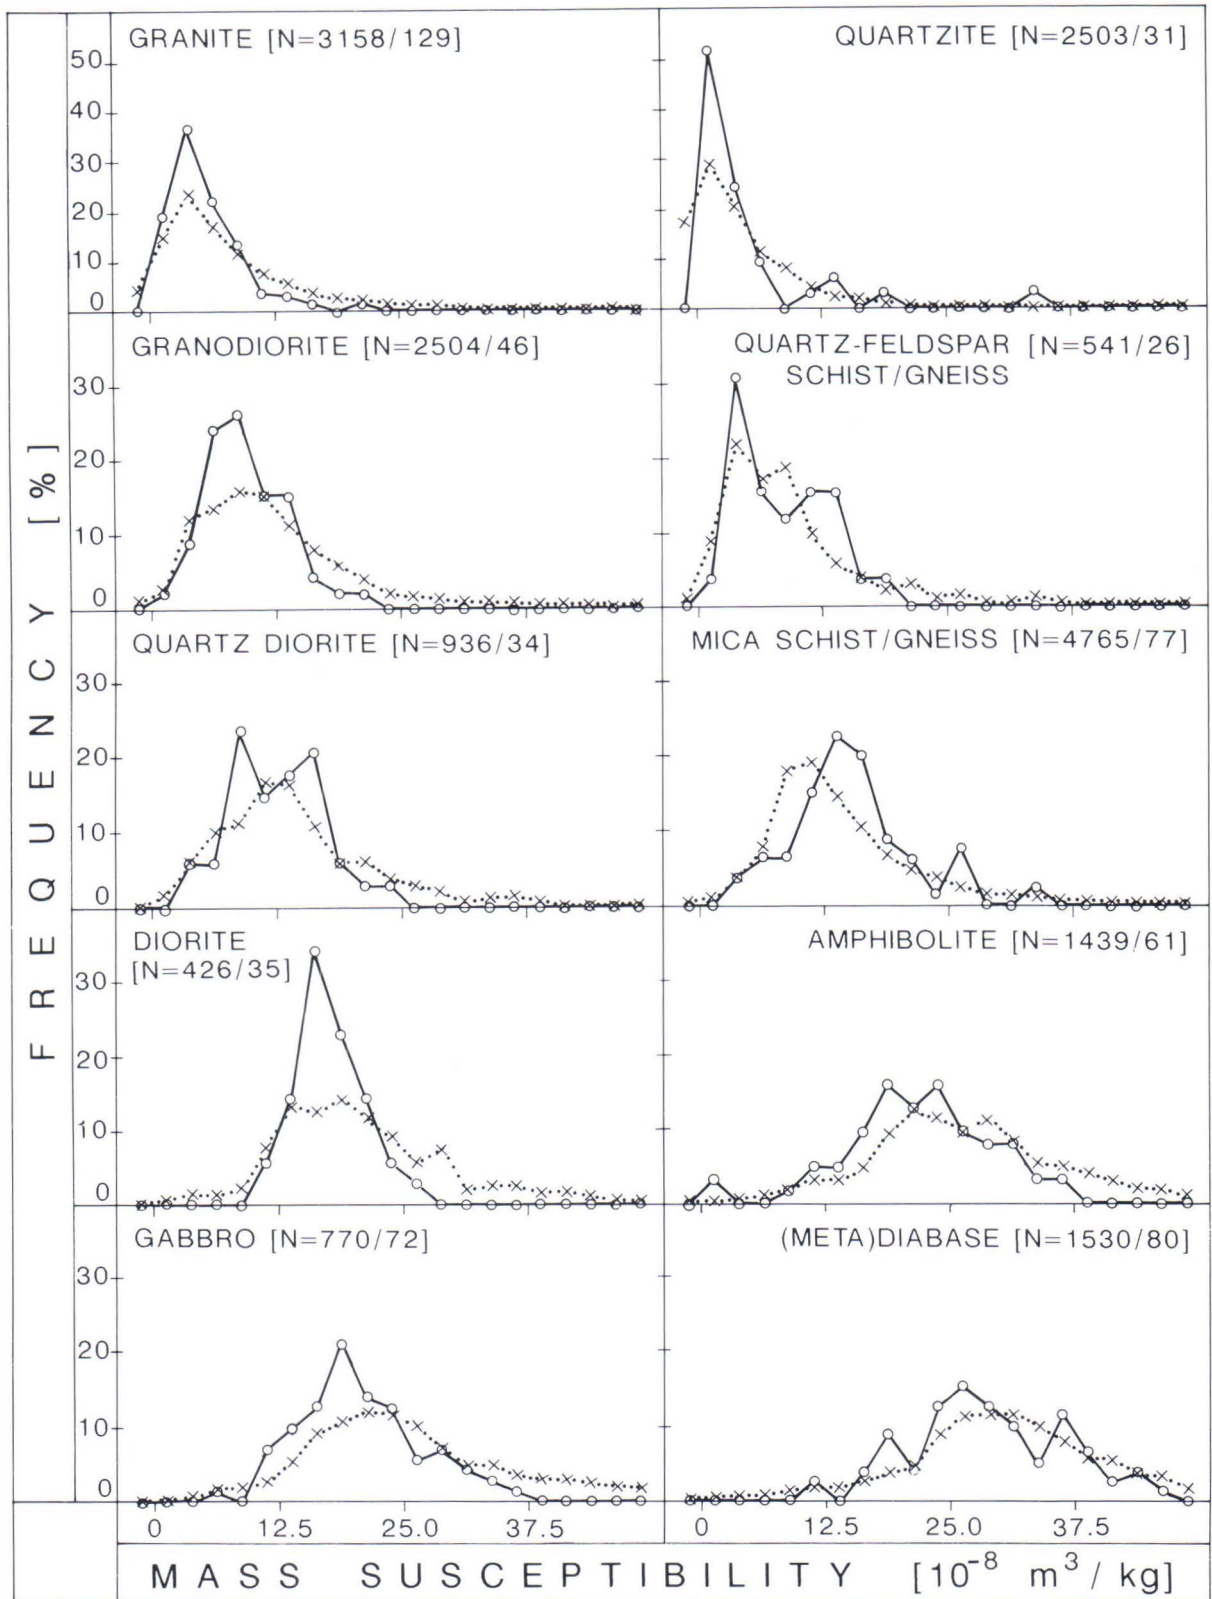 FREQUENCY [%]
GRANITE [N=3158/129]
50
40
30
20
10
0
QUARTZITE [N=2503/31]
GRANODIORITE [N=2504/46]
30
20
10
0
QUARTZ-FELDSPAR [N=541/26]
SCHIST/GNEISS
QUARTZ DIORITE [N=936/34]
30
20
10
0
MICA SCHIST/GNEISS [N=4765/77]
DIORITE
[N=426/35]
30
20
10
0
AMPHIBOLITE [N=1439/61]
GABBRO [N=770/72]
30
20
10
0
(META)DIABASE [N=1530/80]
0 12.5 25.0 37.5
0 12.5 25.0 37.5
MASS SUSCEPTIBILITY [10⁻⁸ m³/kg]